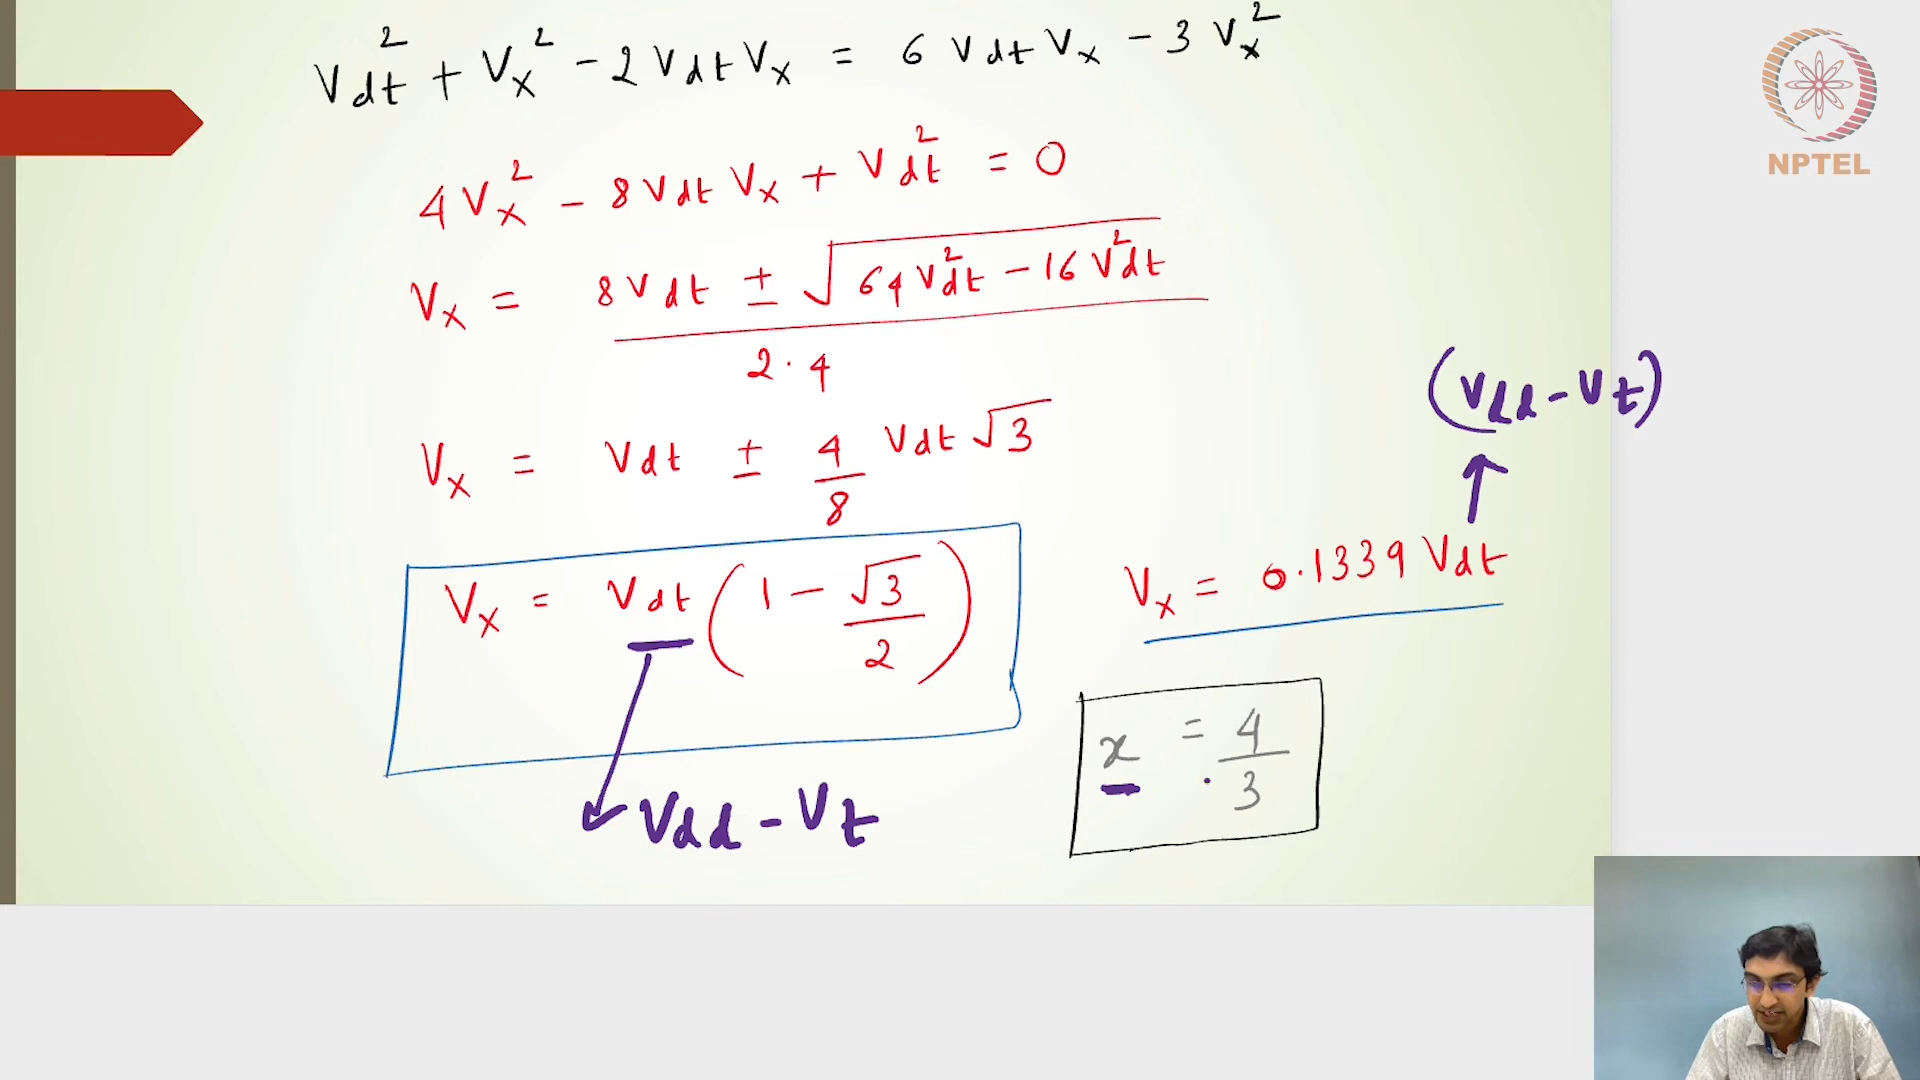 Vdt² + Vx² - 2 Vdt Vx = 6 Vdt Vx - 3 Vx²
NPTEL
4 Vx² - 8 Vdt Vx + Vdt² = 0
Vx = (8 Vdt ± √(64 Vdt² - 16 Vdt²)) / (2 · 4)
(Vdd - Vt)
Vx = Vdt ± 4/8 Vdt √3
Vx = Vdt (1 - √3/2)
Vx = 0.1339 Vdt
x = 4/3
Vdd - Vt